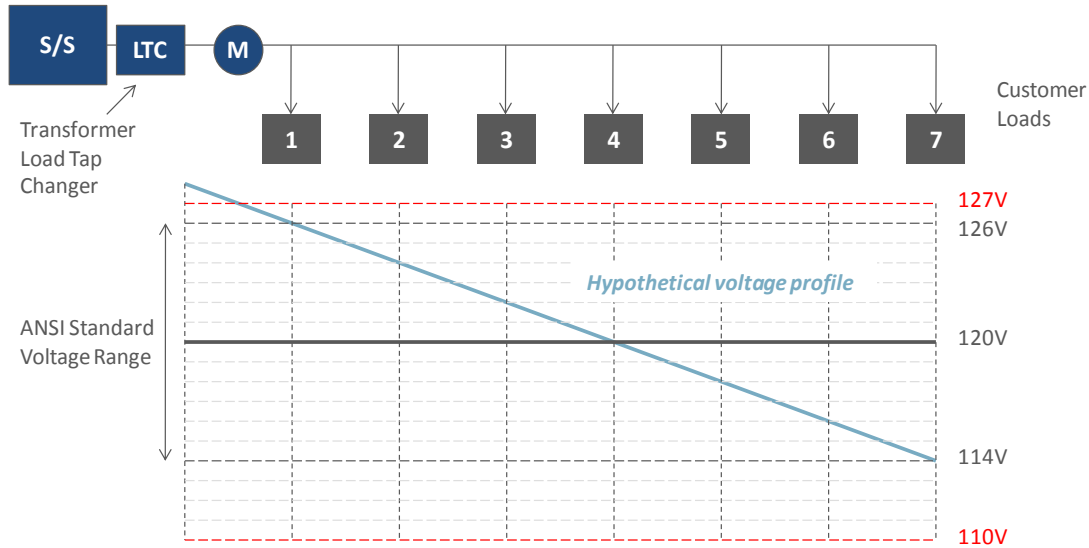 S/S
LTC
M
Transformer
Load Tap
Changer
Customer
Loads
1
2
3
4
5
6
7
127V
126V
Hypothetical voltage profile
ANSI Standard
Voltage Range
120V
114V
110V